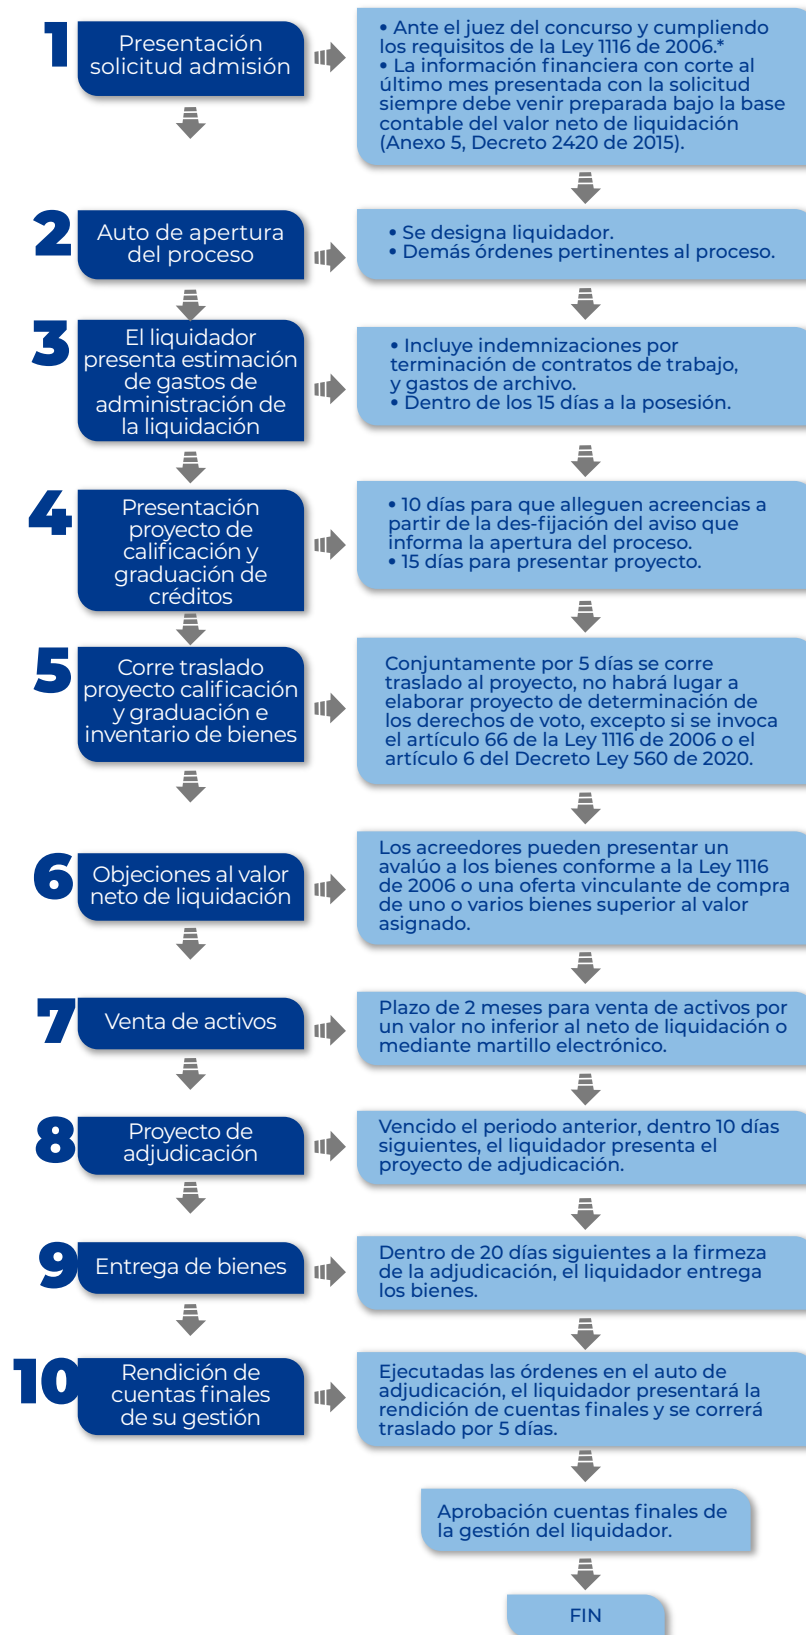 1
Presentación
solicitud admisión
• Ante el juez del concurso y cumpliendo
los requisitos de la Ley 1116 de 2006.*
• La información financiera con corte al
último mes presentada con la solicitud
siempre debe venir preparada bajo la base
contable del valor neto de liquidación
(Anexo 5, Decreto 2420 de 2015).
2
Auto de apertura
del proceso
• Se designa liquidador.
• Demás órdenes pertinentes al proceso.
3
El liquidador
presenta estimación
de gastos de
administración de
la liquidación
• Incluye indemnizaciones por
terminación de contratos de trabajo,
y gastos de archivo.
• Dentro de los 15 días a la posesión.
4
Presentación
proyecto de
calificación y
graduación de
créditos
• 10 días para que alleguen acreencias a
partir de la des-fijación del aviso que
informa la apertura del proceso.
• 15 días para presentar proyecto.
5
Corre traslado
proyecto calificación
y graduación e
inventario de bienes
Conjuntamente por 5 días se corre
traslado al proyecto, no habrá lugar a
elaborar proyecto de determinación de
los derechos de voto, excepto si se invoca
el artículo 66 de la Ley 1116 de 2006 o el
artículo 6 del Decreto Ley 560 de 2020.
6
Objeciones al valor
neto de liquidación
Los acreedores pueden presentar un
avalúo a los bienes conforme a la Ley 1116
de 2006 o una oferta vinculante de compra
de uno o varios bienes superior al valor
asignado.
7
Venta de activos
Plazo de 2 meses para venta de activos por
un valor no inferior al neto de liquidación o
mediante martillo electrónico.
8
Proyecto de
adjudicación
Vencido el periodo anterior, dentro 10 días
siguientes, el liquidador presenta el
proyecto de adjudicación.
9
Entrega de bienes
Dentro de 20 días siguientes a la firmeza
de la adjudicación, el liquidador entrega
los bienes.
10
Rendición de
cuentas finales
de su gestión
Ejecutadas las órdenes en el auto de
adjudicación, el liquidador presentará la
rendición de cuentas finales y se correrá
traslado por 5 días.
Aprobación cuentas finales de
la gestión del liquidador.
FIN